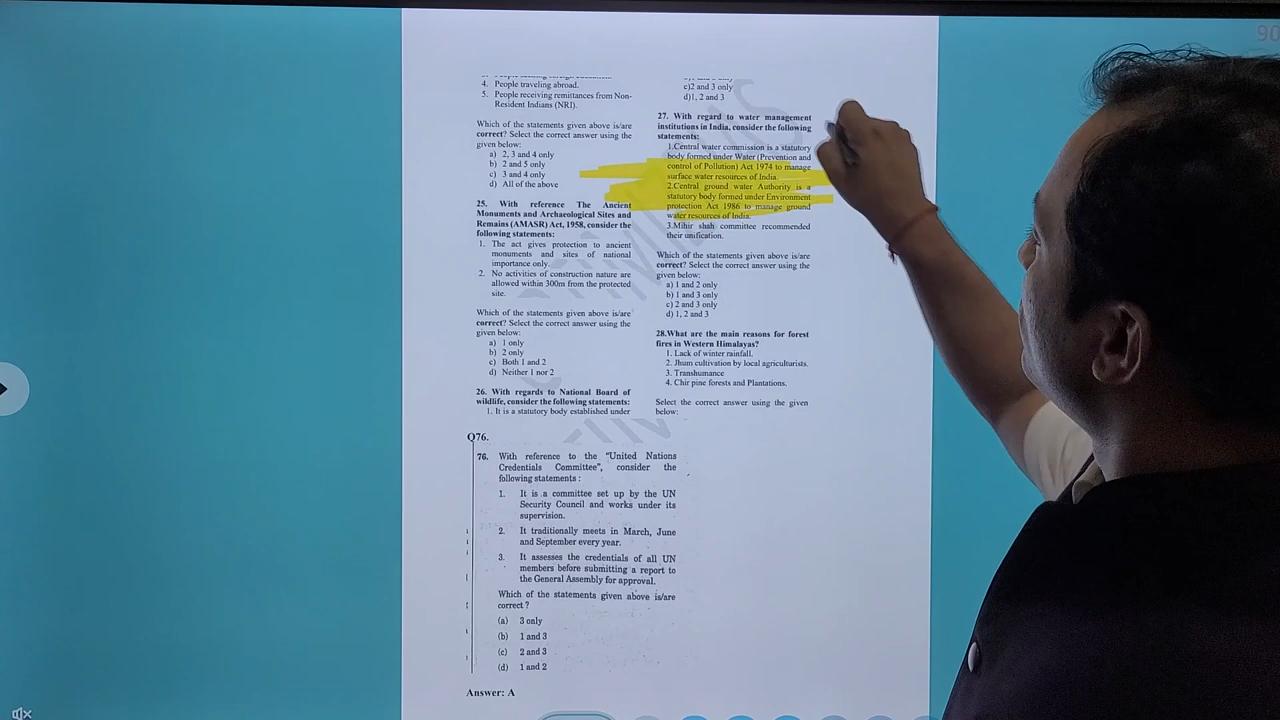 90
4. People traveling abroad.
5. People receiving remittances from Non-
Resident Indians (NRI).
Which of the statements given above is/are
correct? Select the correct answer using the
given below:
a) 2, 3 and 4 only
b) 2 and 5 only
c) 3 and 4 only
d) All of the above
25. With reference The Ancient
Monuments and Archaeological Sites and
Remains (AMASR) Act, 1958, consider the
following statements:
1. The act gives protection to ancient
monuments and sites of national
importance only.
2. No activities of construction nature are
allowed within 300m from the protected
site.
Which of the statements given above is/are
correct? Select the correct answer using the
given below:
a) 1 only
b) 2 only
c) Both 1 and 2
d) Neither 1 nor 2
26. With regards to National Board of
wildlife, consider the following statements:
1. It is a statutory body established under
c)2 and 3 only
d)1, 2 and 3
27. With regard to water management
institutions in India, consider the following
statements:
1.Central water commission is a statutory
body formed under Water (Prevention and
control of Pollution) Act 1974 to manage
surface water resources of India.
2.Central ground water Authority is a
statutory body formed under Environment
protection Act 1986 to manage ground
water resources of India.
3.Mihir shah committee recommended
their unification.
Which of the statements given above is/are
correct? Select the correct answer using the
given below:
a) 1 and 2 only
b) 1 and 3 only
c) 2 and 3 only
d) 1, 2 and 3
28.What are the main reasons for forest
fires in Western Himalayas?
1. Lack of winter rainfall.
2. Jhum cultivation by local agriculturists.
3. Transhumance
4. Chir pine forests and Plantations.
Select the correct answer using the given
below:
Q76.
76. With reference to the "United Nations
Credentials Committee", consider the
following statements :
1. It is a committee set up by the UN
Security Council and works under its
supervision.
2. It traditionally meets in March, June
and September every year.
3. It assesses the credentials of all UN
members before submitting a report to
the General Assembly for approval.
Which of the statements given above is/are
correct ?
(a) 3 only
(b) 1 and 3
(c) 2 and 3
(d) 1 and 2
Answer: A